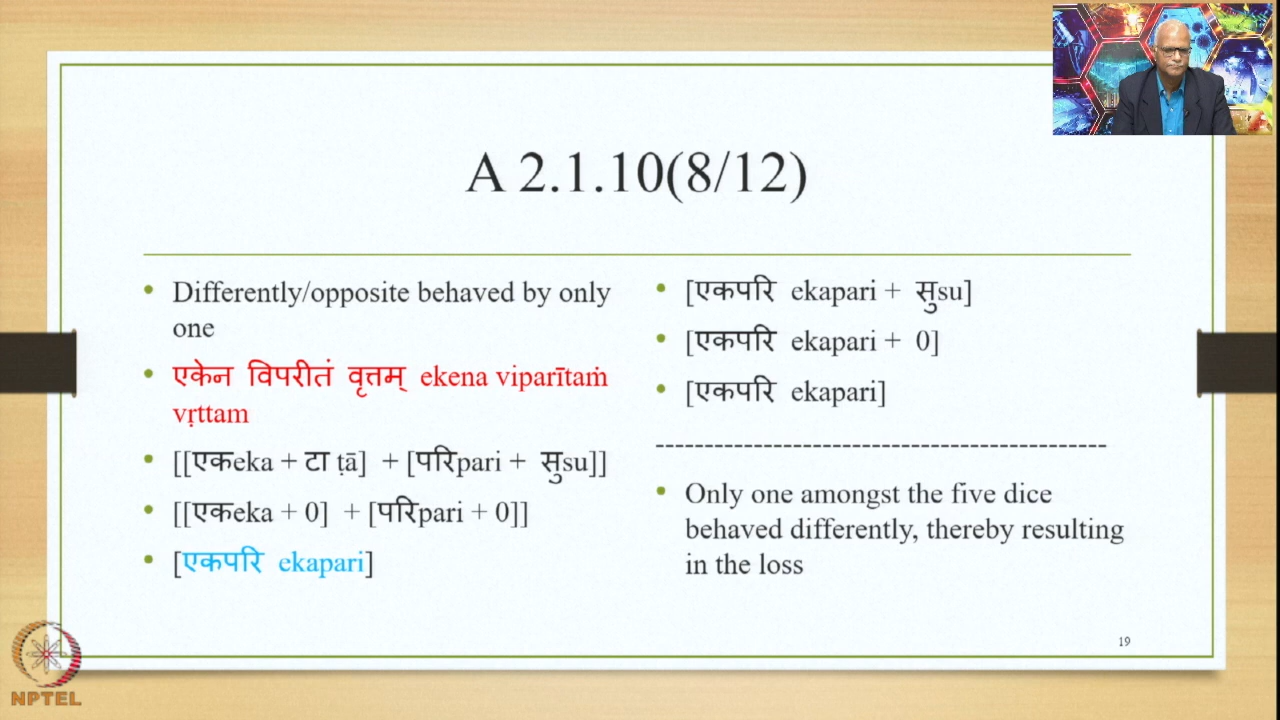 A 2.1.10(8/12)
• Differently/opposite behaved by only
one
• एकेन विपरीतं वृत्तम् ekena viparītaṁ
vṛttam
• [[एकeka + टा ṭā] + [परिpari + सुsu]]
• [[एकeka + 0] + [परिpari + 0]]
• [एकपरि ekapari]
• [एकपरि ekapari + सुsu]
• [एकपरि ekapari + 0]
• [एकपरि ekapari]
----------------------------------------------
• Only one amongst the five dice
behaved differently, thereby resulting
in the loss
19
NPTEL